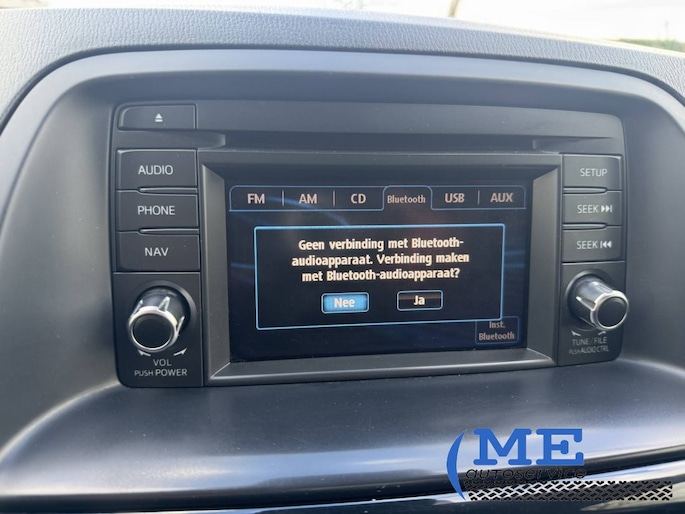 AUDIO
PHONE
NAV
VOL
PUSH POWER
FM AM CD Bluetooth USB AUX
Geen verbinding met Bluetooth-
audioapparaat. Verbinding maken
met Bluetooth-audioapparaat?
Nee Ja
Inst.
Bluetooth
SETUP
SEEK
SEEK
TUNE/FILE
PUSH AUDIO CTRL
ME
autoservice